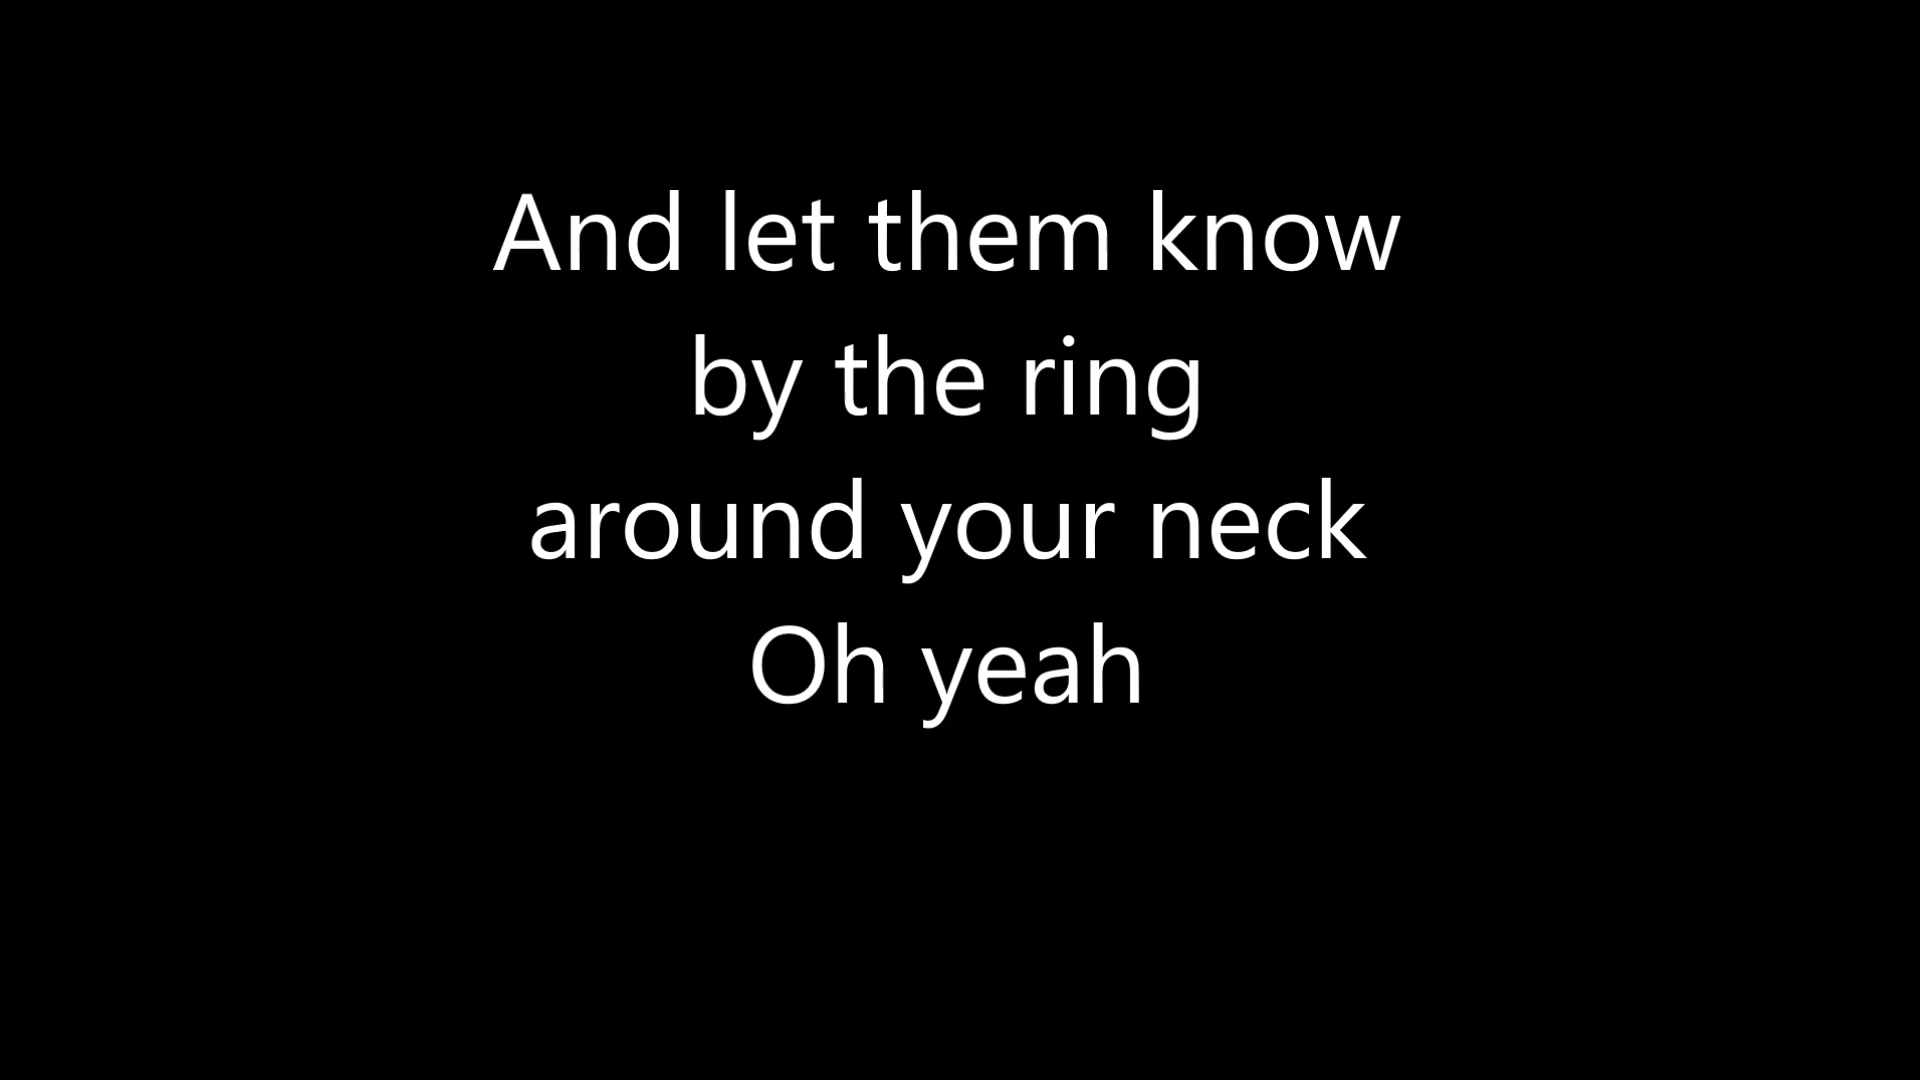 And let them know
by the ring
around your neck
Oh yeah